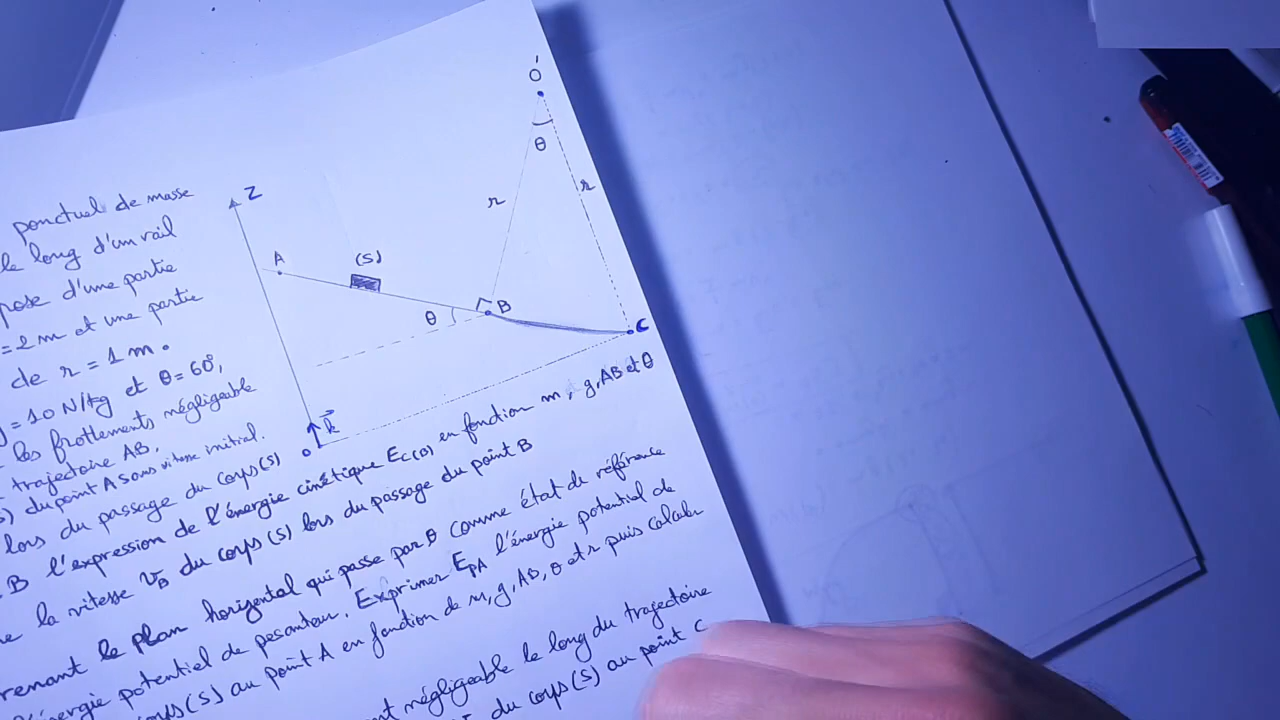 O'
θ
r
r
Z
A
(S)
θ
B
C
k
O
ponctuel de masse
le long d'un rail
pose d'une partie
= 2 m et une partie
de r = 1 m.
g = 10 N/kg et θ = 60°,
les frottements négligeable
trajectoire AB.
du point A sans vitesse initial.
lors du passage du corps (S)
B l'expression de l'énergie cinétique Ec(B) en fonction m, g, AB et θ
la vitesse VB du corps (S) lors du passage du point B
renant le plan horizental qui passe par θ comme état de référence
énergie potentiel de pesanteur. Exprimer EPA l'énergie potentiel de
corps (S) au point A en fonction de m, g, AB, θ et r puis calculer
négligeable le long du trajectoire
du corps (S) au point C